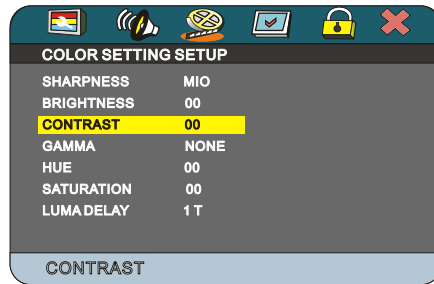 COLOR SETTING SETUP
SHARPNESS MIO
BRIGHTNESS 00
CONTRAST 00
GAMMA NONE
HUE 00
SATURATION 00
LUMA DELAY 1 T
CONTRAST